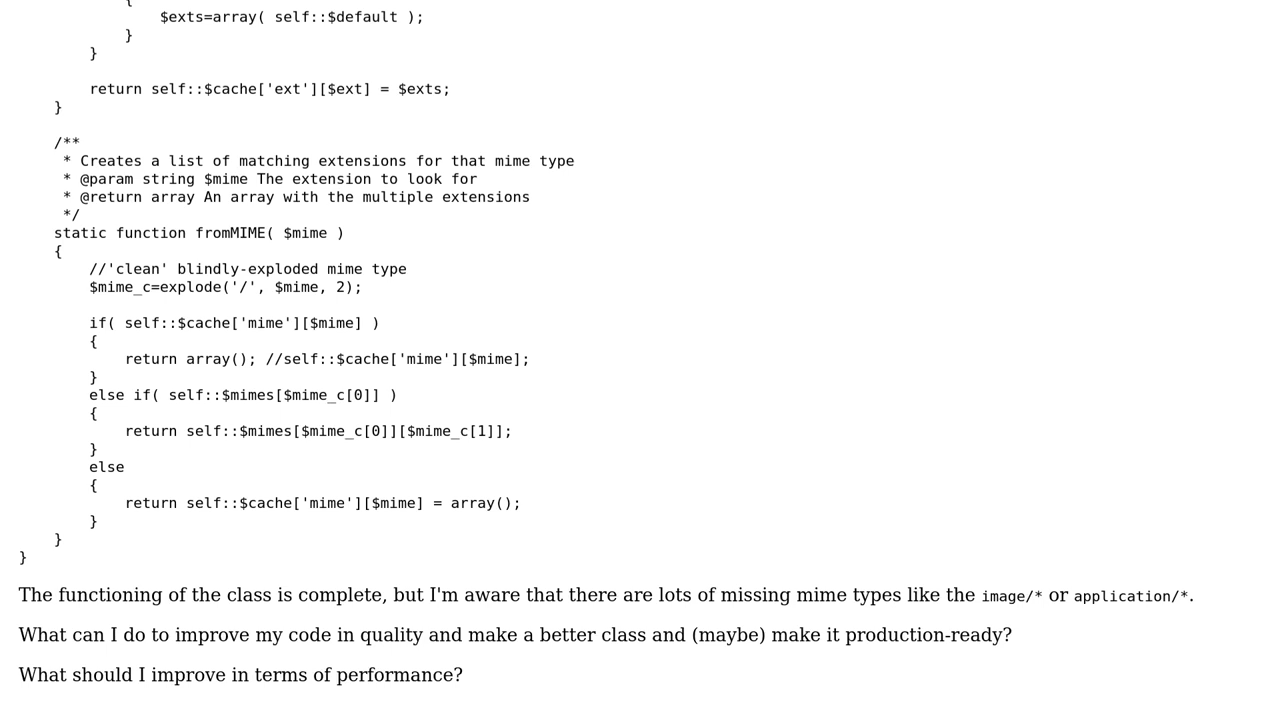 {
$exts=array( self::$default );
}
}
return self::$cache['ext'][$ext] = $exts;
}
/**
* Creates a list of matching extensions for that mime type
* @param string $mime The extension to look for
* @return array An array with the multiple extensions
*/
static function fromMIME( $mime )
{
//'clean' blindly-exploded mime type
$mime_c=explode('/', $mime, 2);
if( self::$cache['mime'][$mime] )
{
return array(); //self::$cache['mime'][$mime];
}
else if( self::$mimes[$mime_c[0]] )
{
return self::$mimes[$mime_c[0]][$mime_c[1]];
}
else
{
return self::$cache['mime'][$mime] = array();
}
}
}
The functioning of the class is complete, but I'm aware that there are lots of missing mime types like the image/* or application/*.
What can I do to improve my code in quality and make a better class and (maybe) make it production-ready?
What should I improve in terms of performance?